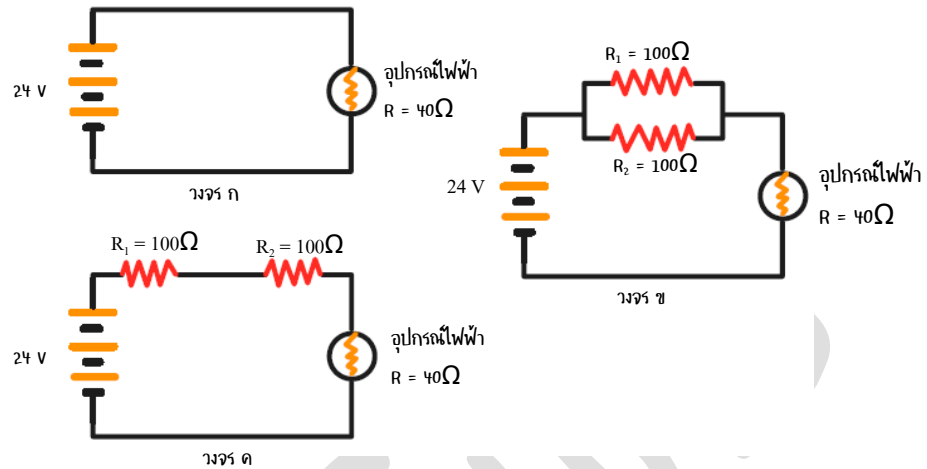 24 V
อุปกรณ์ไฟฟ้า
R = 40Ω
วงจร ก
R₁ = 100Ω
R₂ = 100Ω
24 V
อุปกรณ์ไฟฟ้า
R = 40Ω
วงจร ข
R₁ = 100Ω
R₂ = 100Ω
24 V
อุปกรณ์ไฟฟ้า
R = 40Ω
วงจร ค